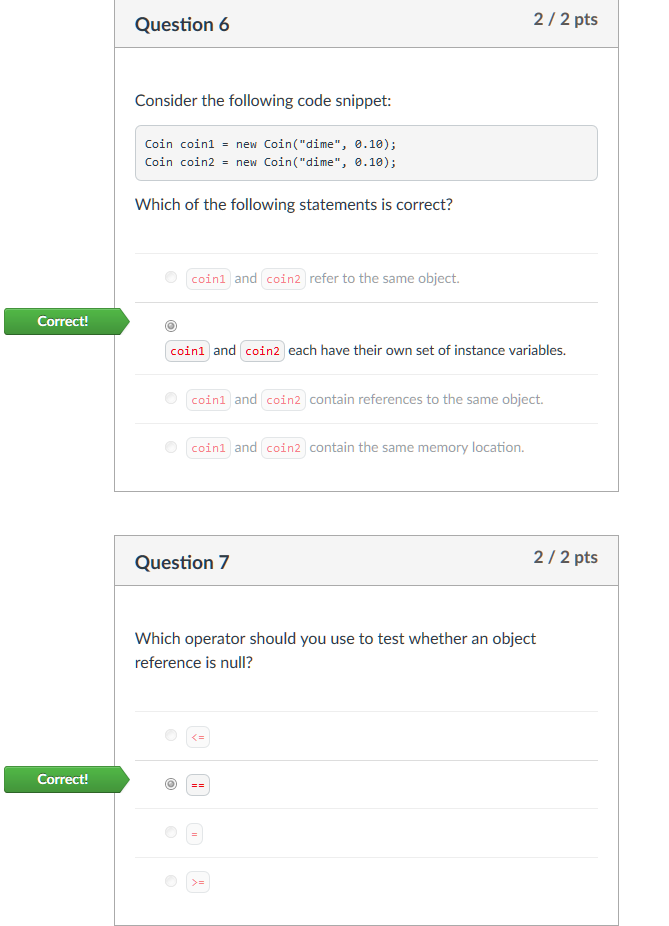 Question 6
2 / 2 pts
Consider the following code snippet:
Coin coin1 = new Coin("dime", 0.10);
Coin coin2 = new Coin("dime", 0.10);
Which of the following statements is correct?
coin1 and coin2 refer to the same object.
Correct!
coin1 and coin2 each have their own set of instance variables.
coin1 and coin2 contain references to the same object.
coin1 and coin2 contain the same memory location.
Question 7
2 / 2 pts
Which operator should you use to test whether an object
reference is null?
<=
Correct!
==
=
>=